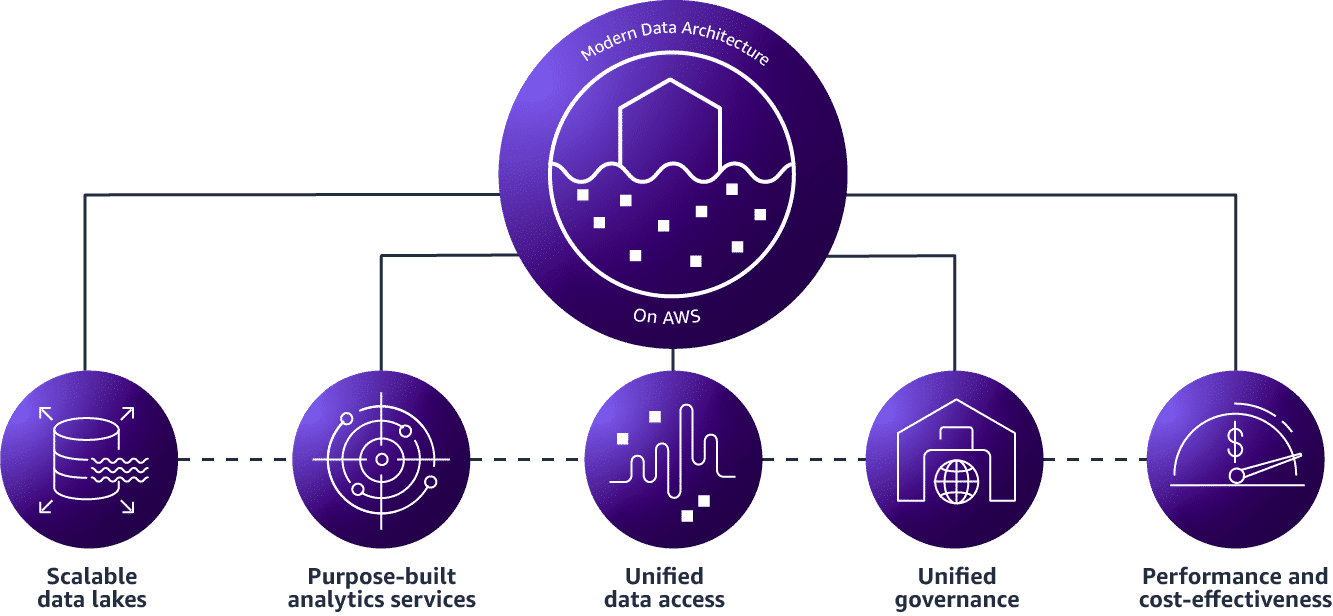 Modern Data Architecture
On AWS
$
Scalable
data lakes
Purpose-built
analytics services
Unified
data access
Unified
governance
Performance and
cost-effectiveness